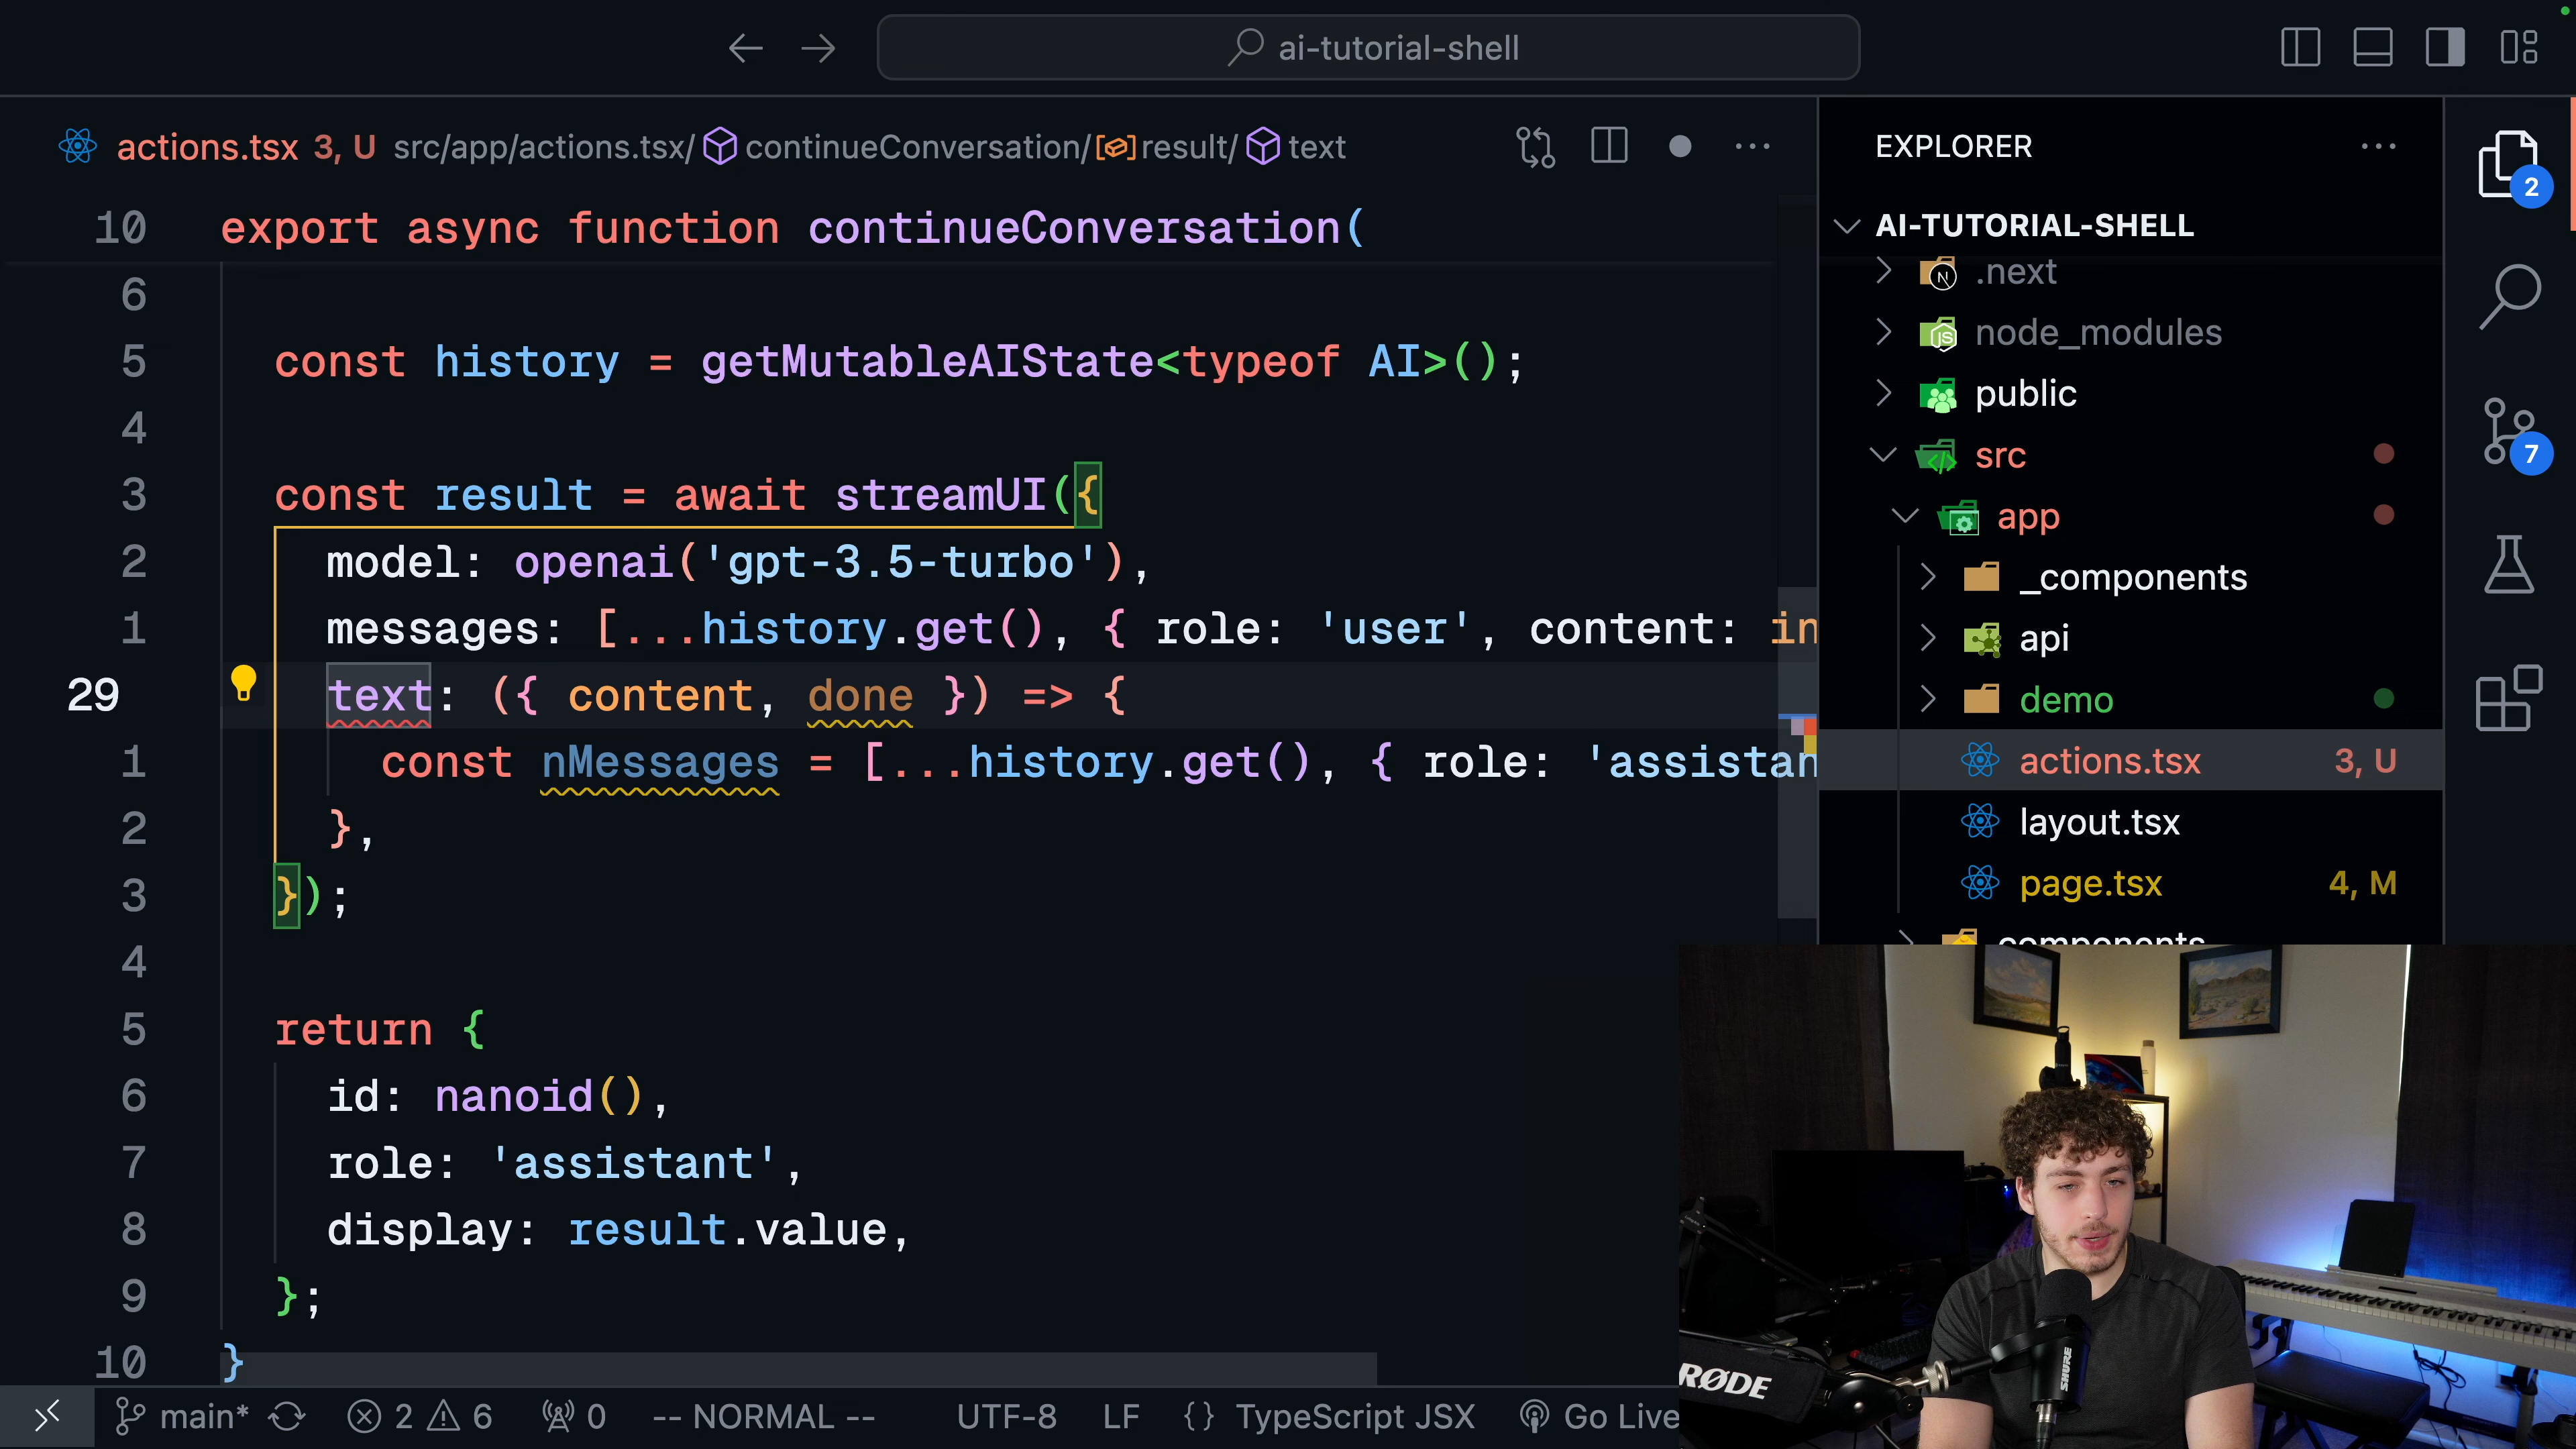 ai-tutorial-shell
actions.tsx 3, U src/app/actions.tsx/ continueConversation/ result/ text
10 export async function continueConversation(
6
5 const history = getMutableAIState<typeof AI>();
4
3 const result = await streamUI({
2 model: openai('gpt-3.5-turbo'),
1 messages: [...history.get(), { role: 'user', content: in
29 text: ({ content, done }) => {
1 const nMessages = [...history.get(), { role: 'assistan
2 },
3 });
4
5 return {
6 id: nanoid(),
7 role: 'assistant',
8 display: result.value,
9 };
10 }
EXPLORER
AI-TUTORIAL-SHELL
.next
node_modules
public
src
app
_components
api
demo
actions.tsx 3, U
layout.tsx
page.tsx 4, M
components
2
7
RØDE
SHURE
main* 2 6 0 -- NORMAL -- UTF-8 LF {} TypeScript JSX Go Live